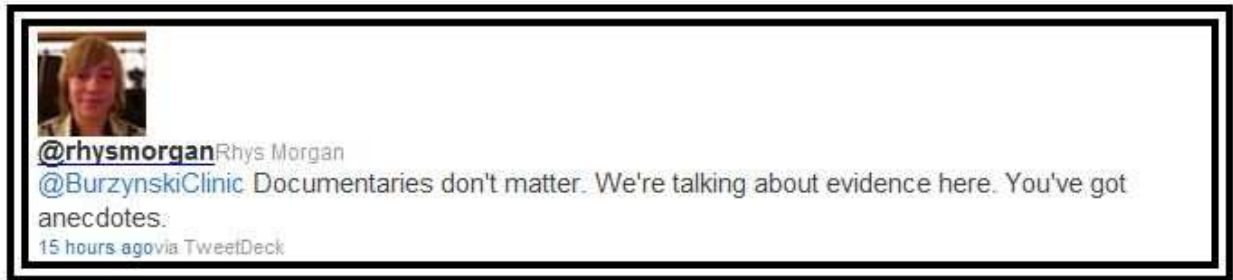 @rhysmorganRhys Morgan
@BurzynskiClinic Documentaries don't matter. We're talking about evidence here. You've got
anecdotes.
15 hours agovia TweetDeck